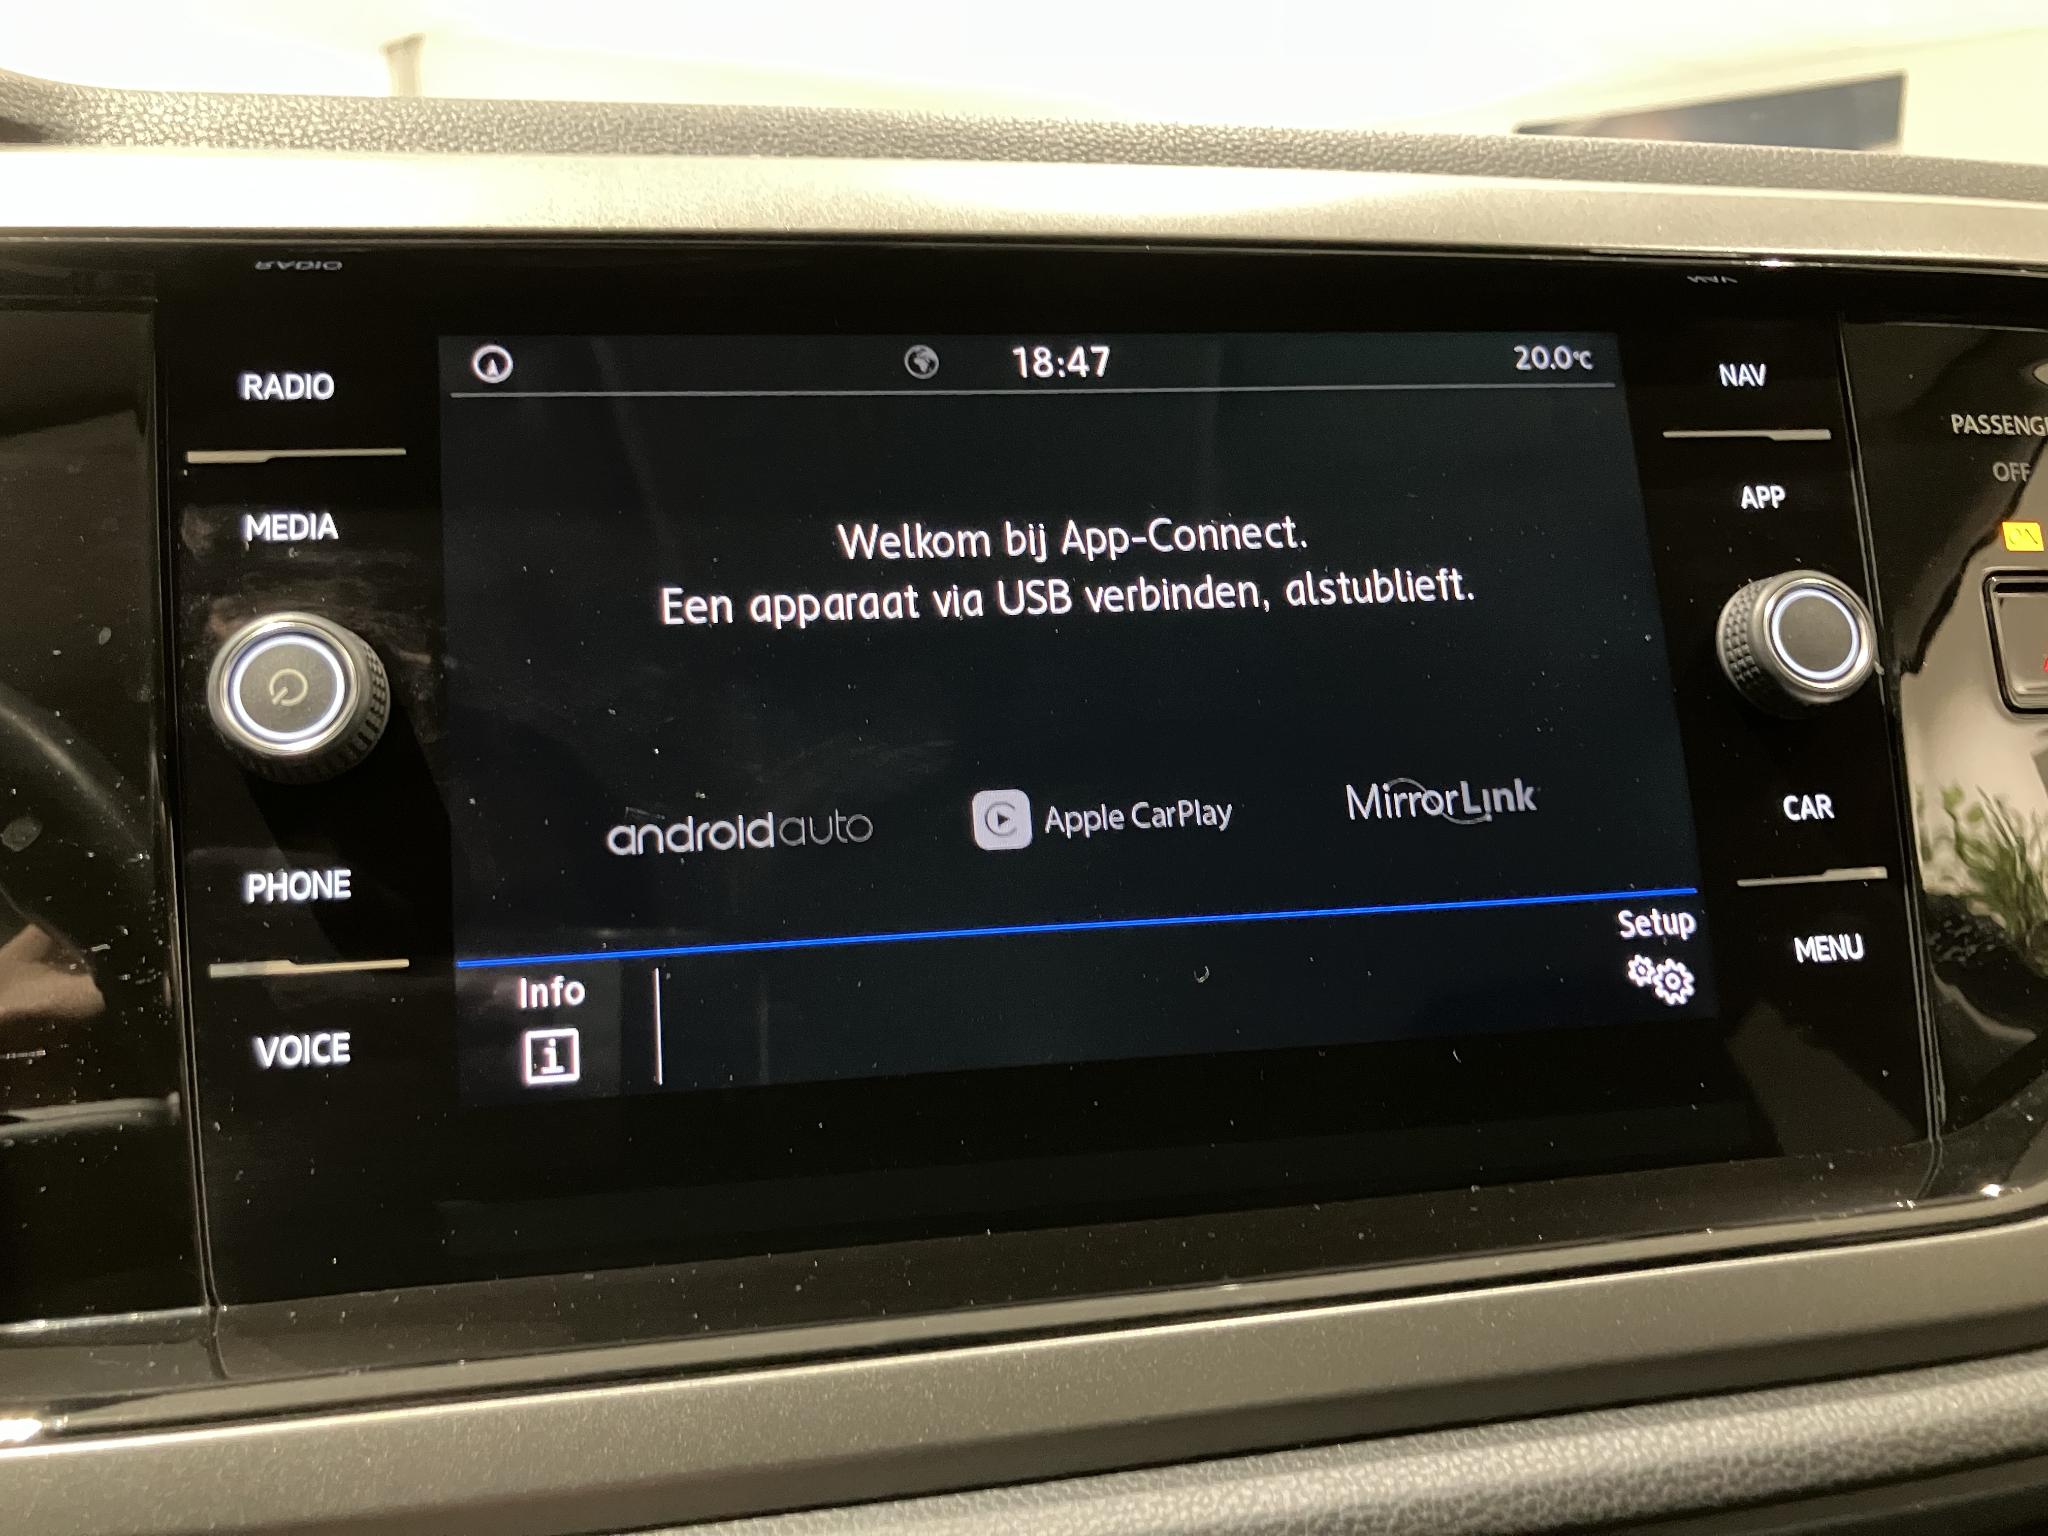 RADIO
MEDIA
PHONE
VOICE
18:47
20.0°C
Welkom bij App-Connect.
Een apparaat via USB verbinden, alstublieft.
androidauto
Apple CarPlay
MirrorLink
Info
Setup
NAV
APP
CAR
MENU
OFF
ON